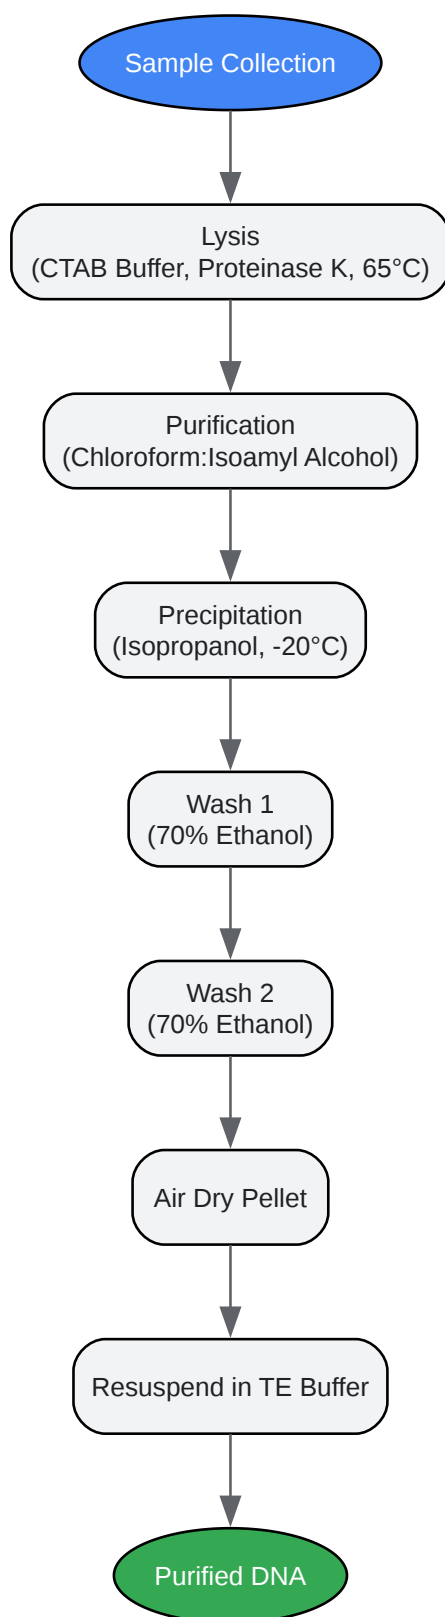 Sample Collection
Lysis
(CTAB Buffer, Proteinase K, 65°C)
Purification
(Chloroform:Isoamyl Alcohol)
Precipitation
(Isopropanol, -20°C)
Wash 1
(70% Ethanol)
Wash 2
(70% Ethanol)
Air Dry Pellet
Resuspend in TE Buffer
Purified DNA